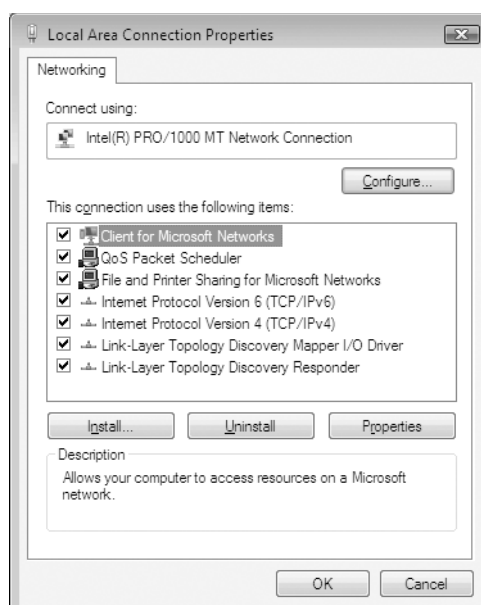 Local Area Connection Properties
Networking
Connect using:
Intel(R) PRO/1000 MT Network Connection
Configure...
This connection uses the following items:
Client for Microsoft Networks
QoS Packet Scheduler
File and Printer Sharing for Microsoft Networks
Internet Protocol Version 6 (TCP/IPv6)
Internet Protocol Version 4 (TCP/IPv4)
Link-Layer Topology Discovery Mapper I/O Driver
Link-Layer Topology Discovery Responder
Install...
Uninstall
Properties
Description
Allows your computer to access resources on a Microsoft
network.
OK
Cancel